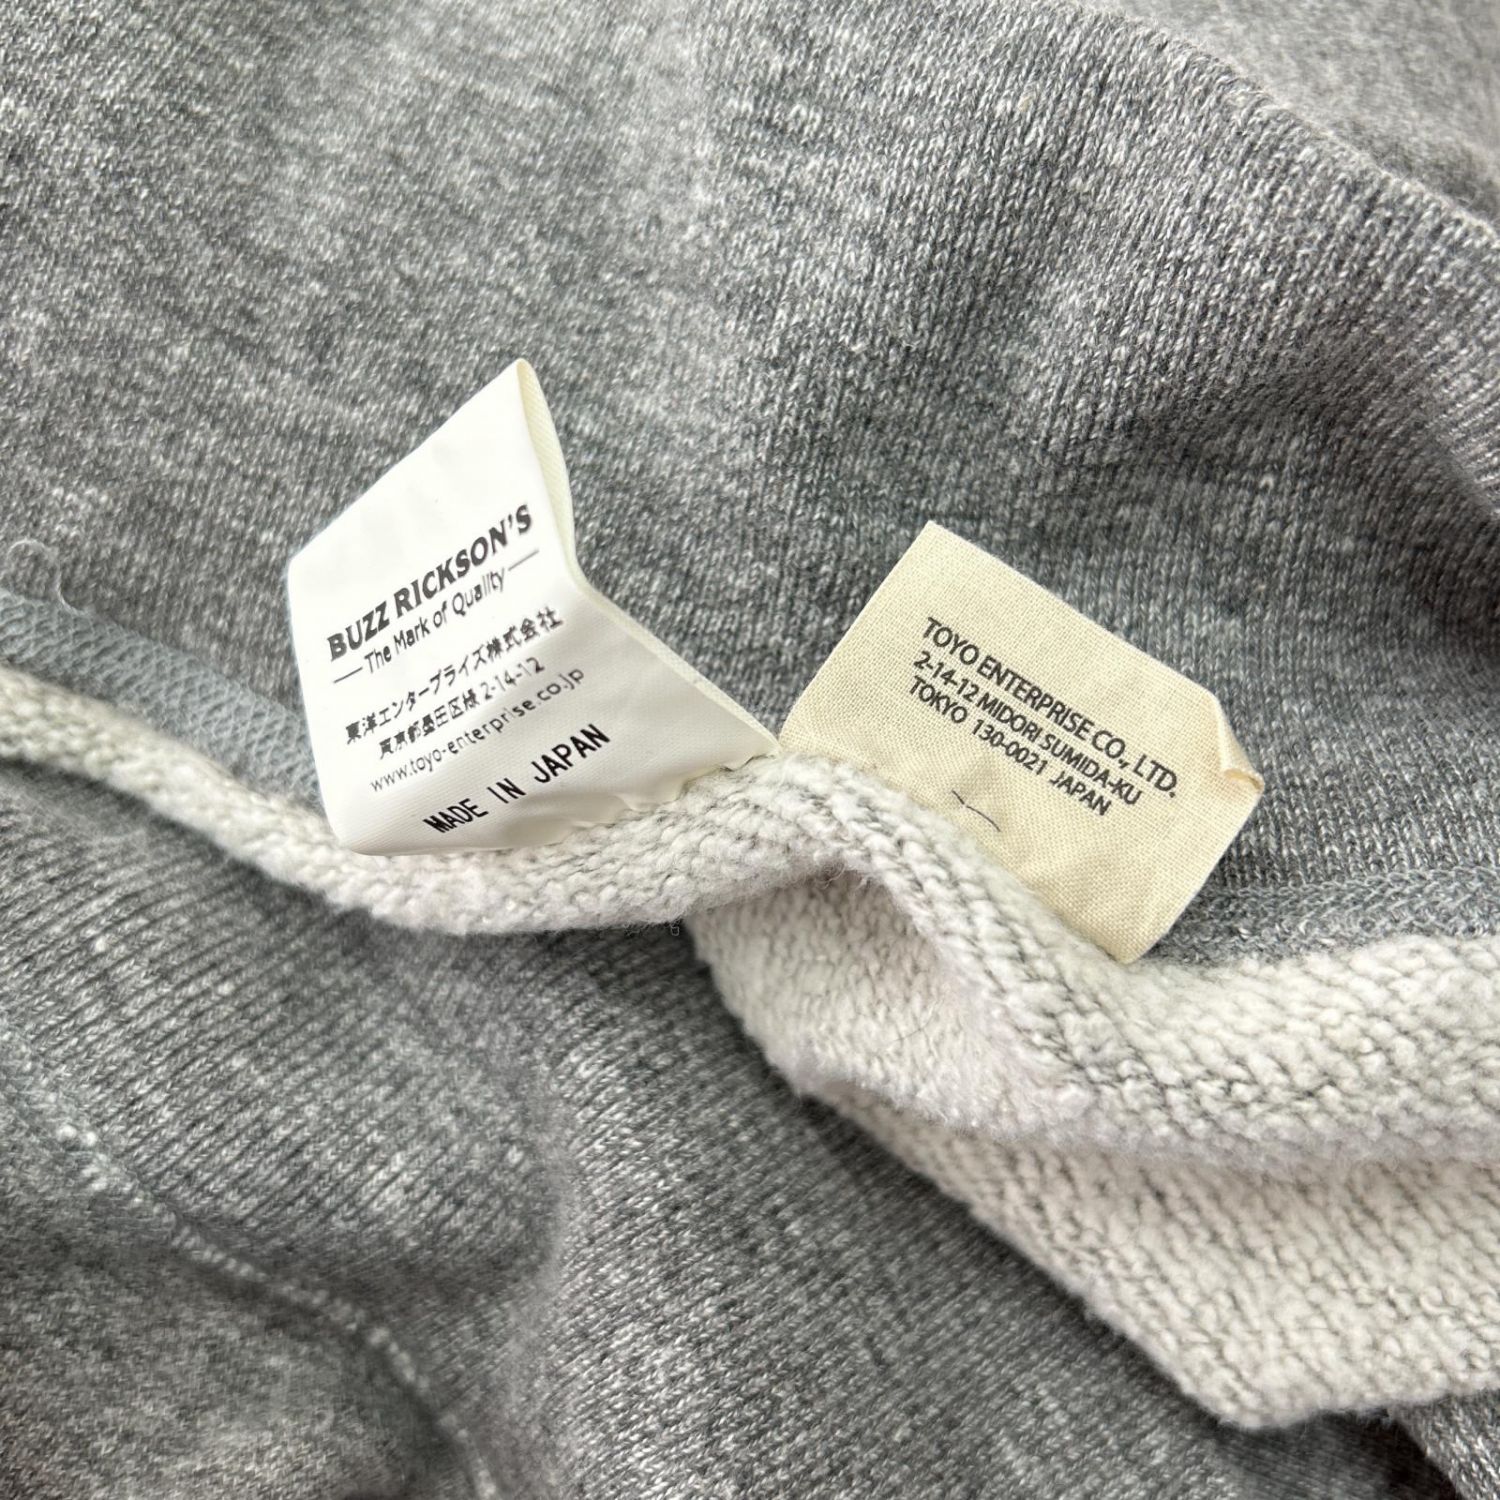 BUZZ RICKSON'S
The Mark of Quality
東洋エンタープライズ株式会社
東京都墨田区緑 2-14-12
www.toyo-enterprise.co.jp
MADE IN JAPAN
TOYO ENTERPRISE CO., LTD.
2-14-12 MIDORI SUMIDA-KU
TOKYO 130-0021 JAPAN